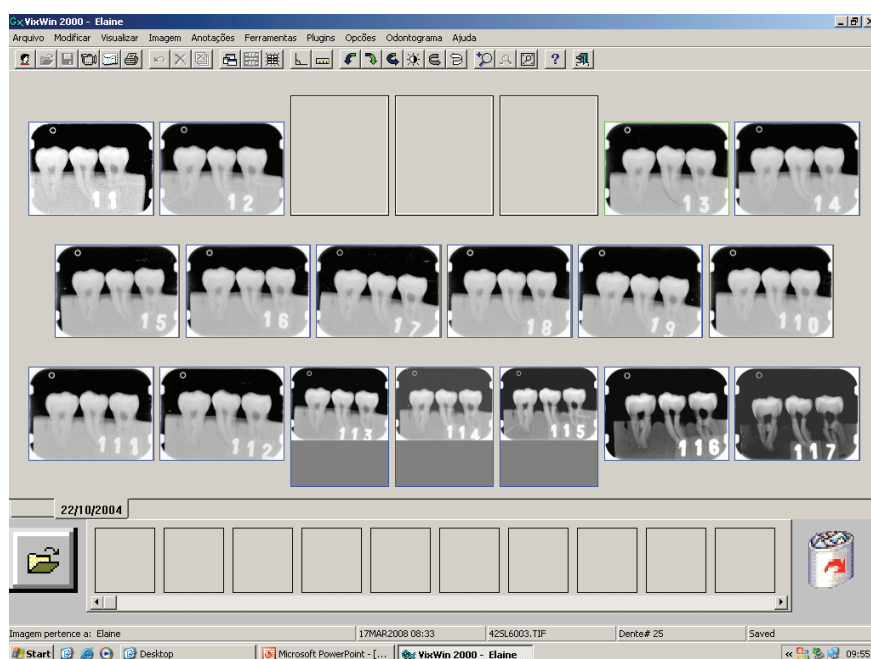 VixWin 2000 - Elaine
Arquivo Modificar Visualizar Imagem Anotações Ferramentas Plugins Opcões Odontograma Ajuda
11 12 13 14
15 16 17 18 19 110
111 112 113 114 115 116 117
22/10/2004
Imagem pertence a: Elaine 17MAR2008 08:33 425L6003.TIF Dente# 25 Saved
Start Desktop Microsoft PowerPoint - [... VixWin 2000 - Elaine 09:55